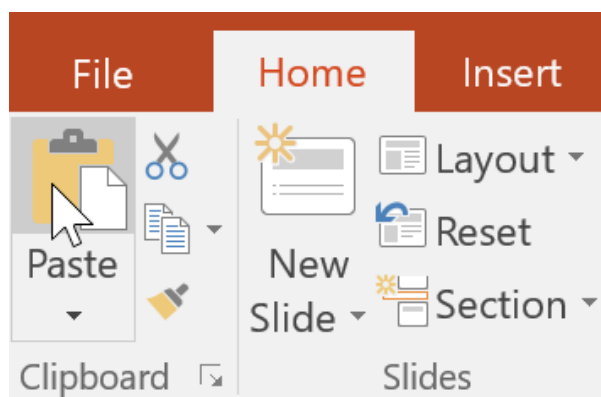 File Home Insert
Paste
New
Slide
Layout
Reset
Section
Clipboard Slides